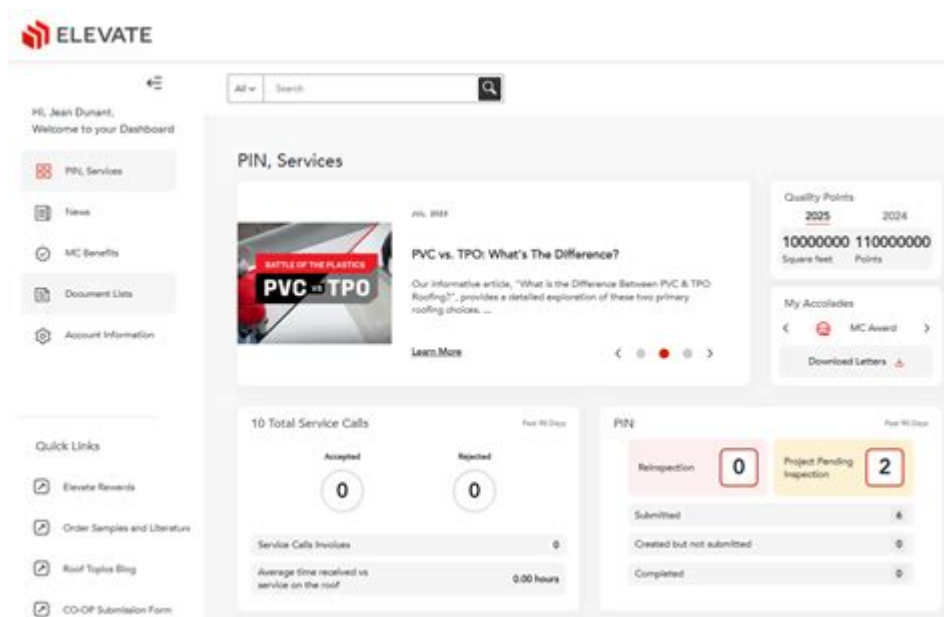 ELEVATE
Hi, Jean Dunant,
Welcome to your Dashboard
PIN, Services
News
MC Benefits
Document Lists
Account Information
Quick Links
Elevate Rewards
Order Samples and Literature
Roof Topics Blog
CO-OP Submission Form
All
Search
PIN, Services
BATTLE OF THE PLASTICS
PVC VS TPO
PVC vs. TPO: What's The Difference?
Our informative article, "What is the Difference Between PVC & TPO
Roofing?", provides a detailed exploration of these two primary
roofing choices. ...
Learn More
Quality Points
2025 2024
10000000 110000000
Square feet Points
My Accolades
MC Award
Download Letters
10 Total Service Calls Past 90 Days
Accepted Rejected
0 0
Service Calls Invoices 0
Average time received vs
service on the roof 0.00 hours
PIN Past 90 Days
Reinspection 0
Project Pending
Inspection 2
Submitted 6
Created but not submitted 0
Completed 0